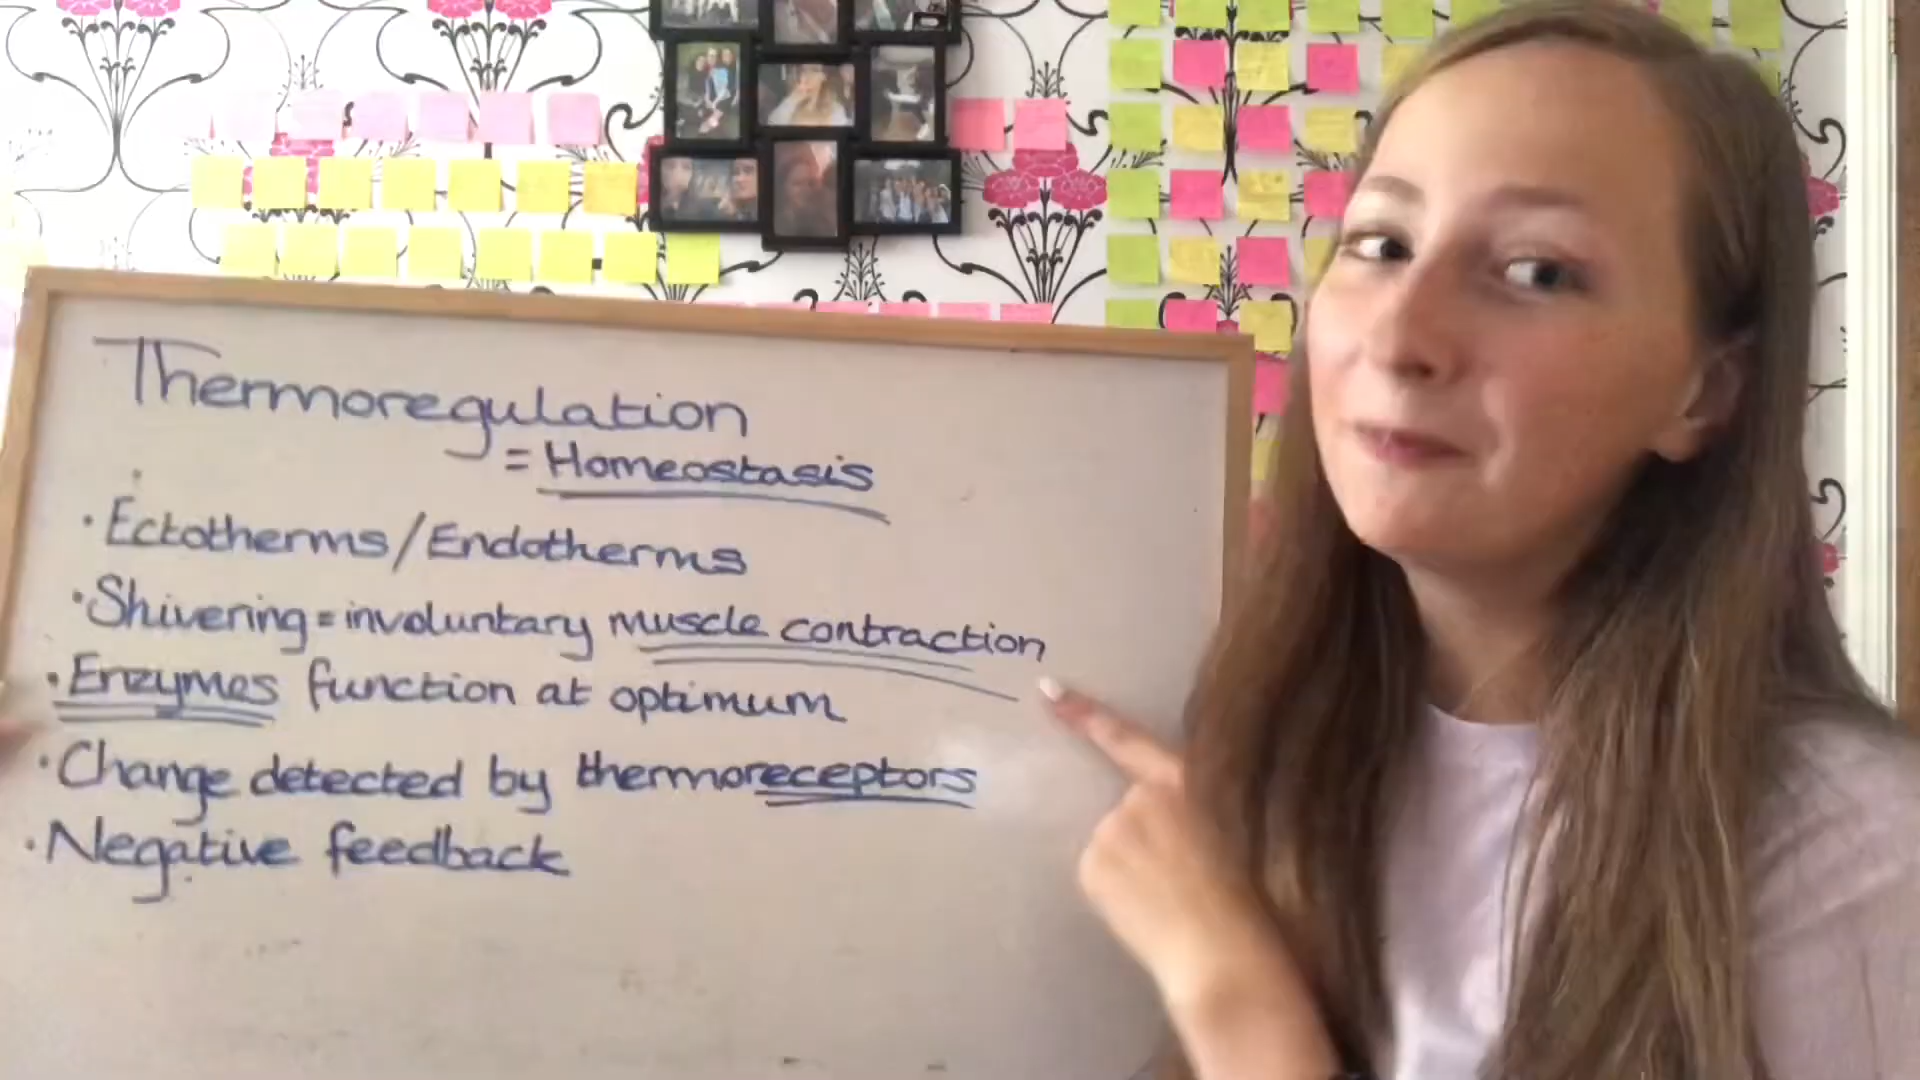 Thermoregulation
= Homeostasis
• Ectotherms/Endotherms
• Shivering = involuntary muscle contraction
• Enzymes function at optimum
• Change detected by thermoreceptors
• Negative feedback